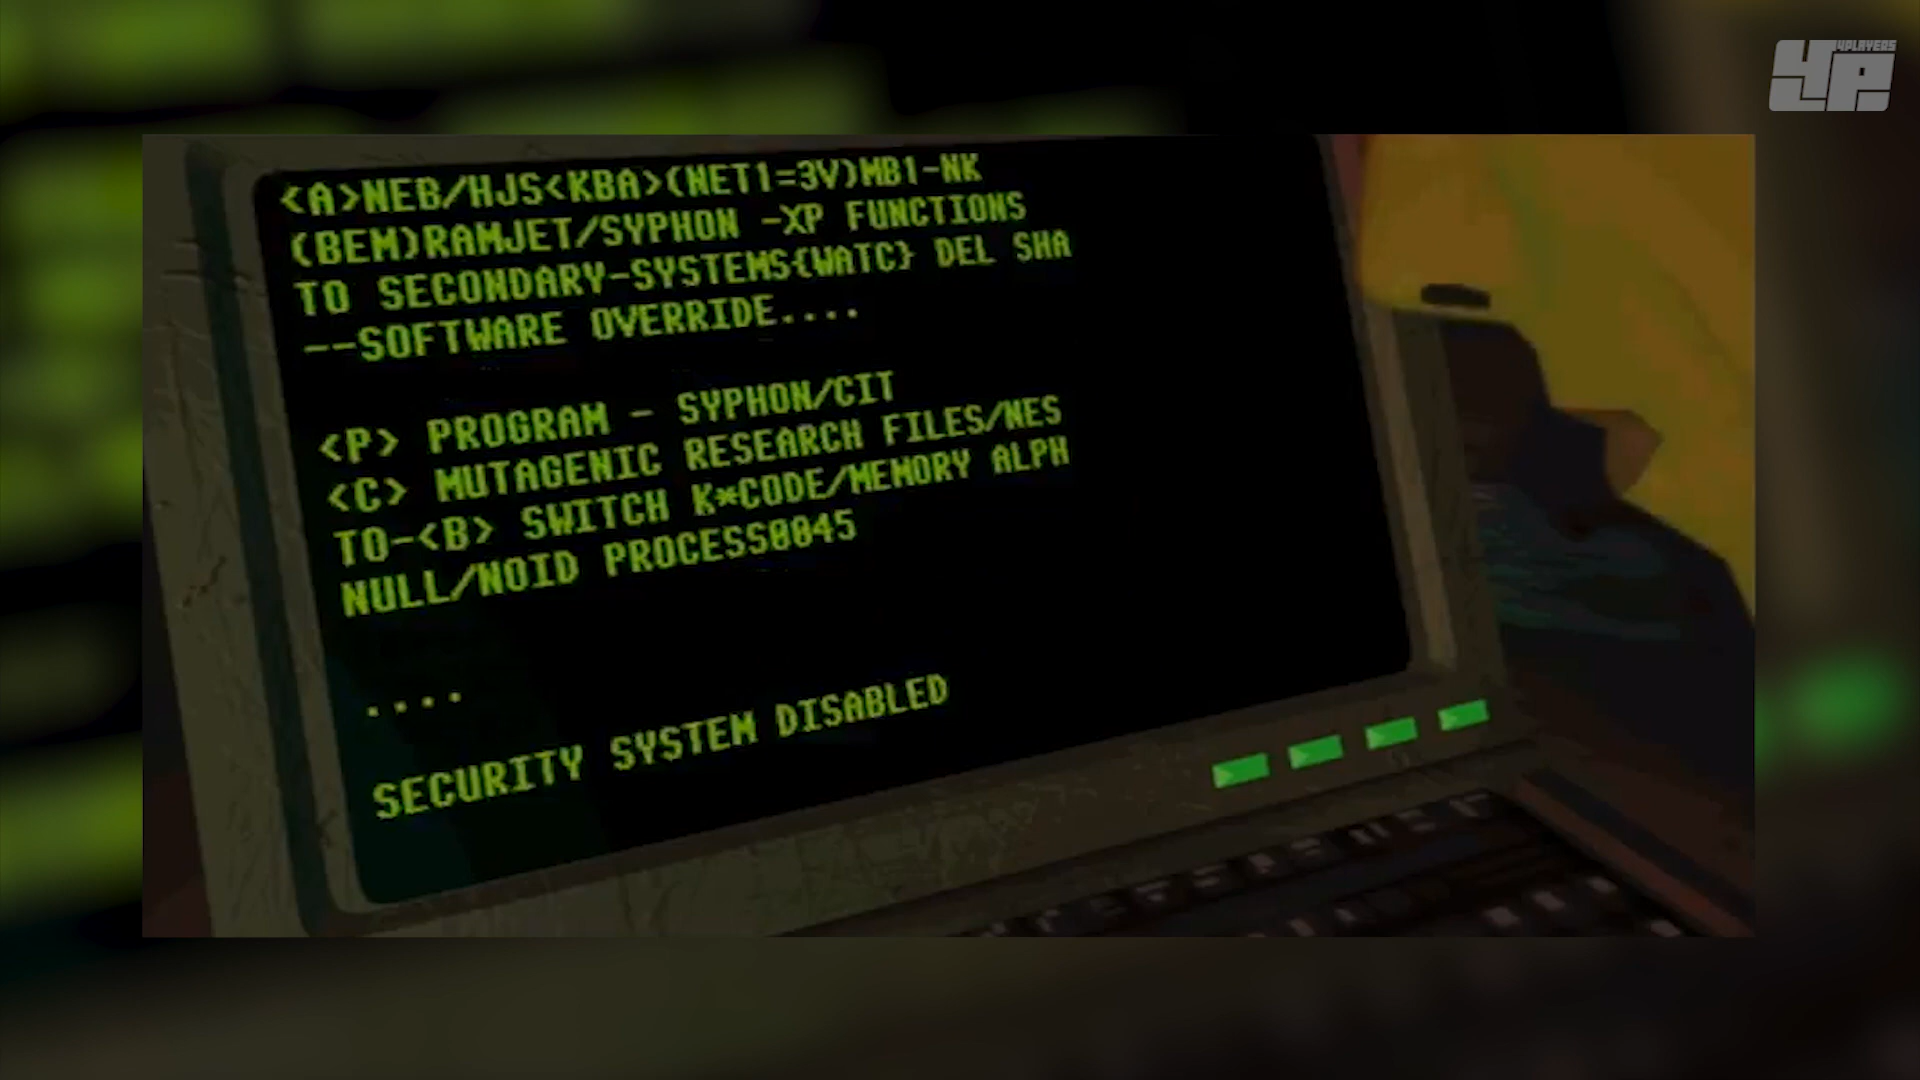 4PLAYERS
4P
<A>NEB/HJS<KBA>(NET1=3V)MB1-NK
(BEM)RAMJET/SYPHON -XP FUNCTIONS
TO SECONDARY-SYSTEMS{WATC} DEL SHA
--SOFTWARE OVERRIDE....
<P> PROGRAM - SYPHON/CIT
<C> MUTAGENIC RESEARCH FILES/NES
TO-<B> SWITCH K*CODE/MEMORY ALPH
NULL/NOID PROCESS0045
....
SECURITY SYSTEM DISABLED